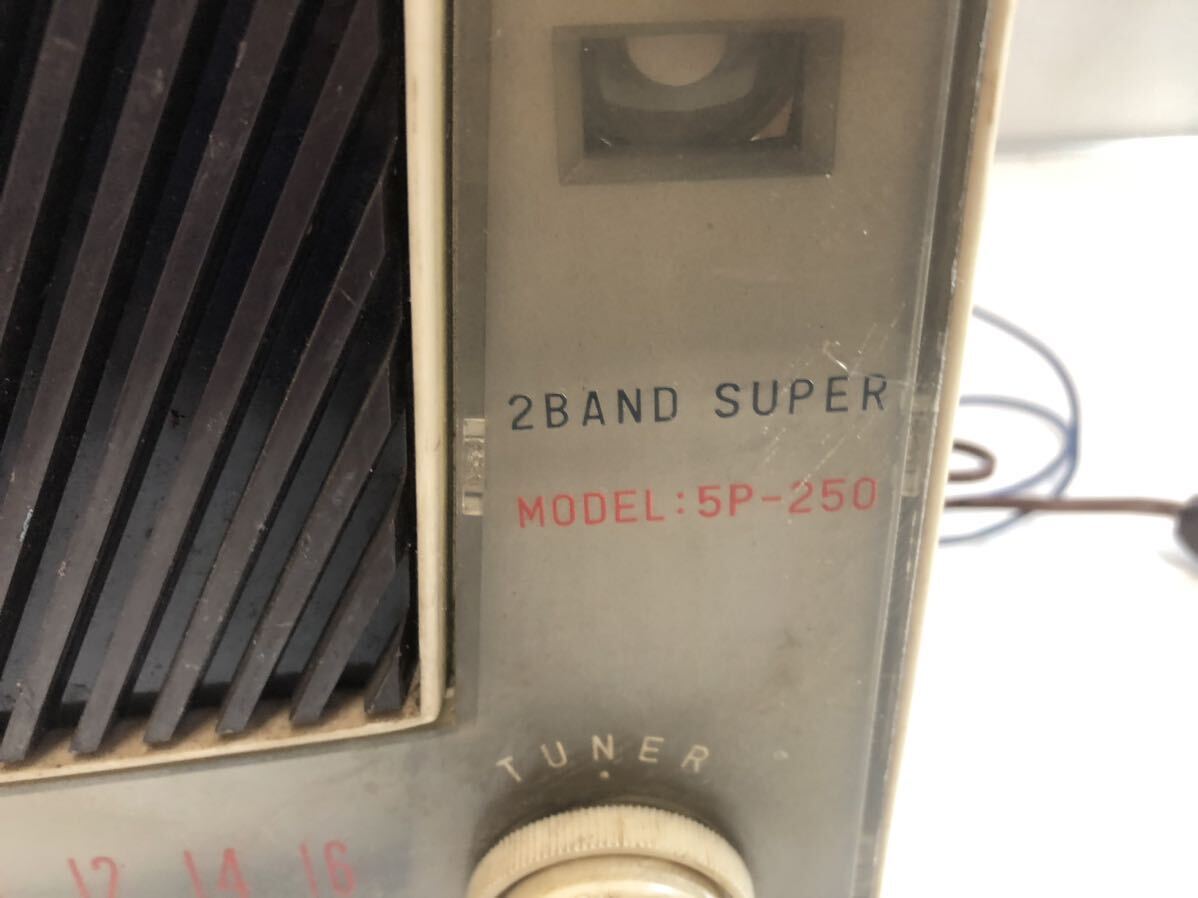 2BAND SUPER
MODEL:5P-250
TUNER
12 14 16